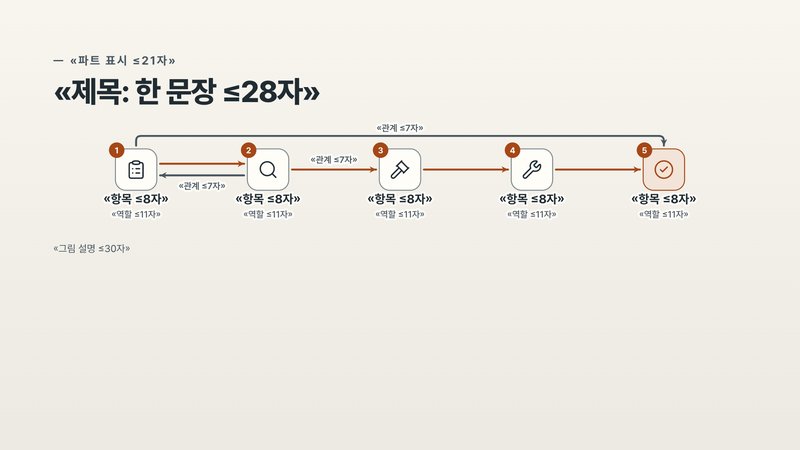 — «파트 표시 ≤21자»
«제목: 한 문장 ≤28자»
«관계 ≤7자»
1
2
3
4
5
«관계 ≤7자»
«관계 ≤7자»
«항목 ≤8자»
«항목 ≤8자»
«항목 ≤8자»
«항목 ≤8자»
«항목 ≤8자»
«역할 ≤11자»
«역할 ≤11자»
«역할 ≤11자»
«역할 ≤11자»
«역할 ≤11자»
«그림 설명 ≤30자»